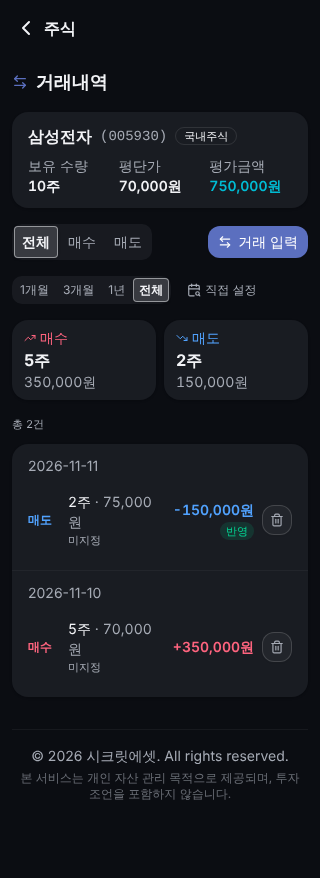 주식
거래내역
삼성전자 (005930) 국내주식
보유 수량 평단가 평가금액
10주 70,000원 750,000원
전체 매수 매도 거래 입력
1개월 3개월 1년 전체 직접 설정
매수 매도
5주 2주
350,000원 150,000원
총 2건
2026-11-11
매도 2주 · 75,000원 -150,000원
미지정 반영
2026-11-10
매수 5주 · 70,000원 +350,000원
미지정
© 2026 시크릿에셋. All rights reserved.
본 서비스는 개인 자산 관리 목적으로 제공되며, 투자
조언을 포함하지 않습니다.